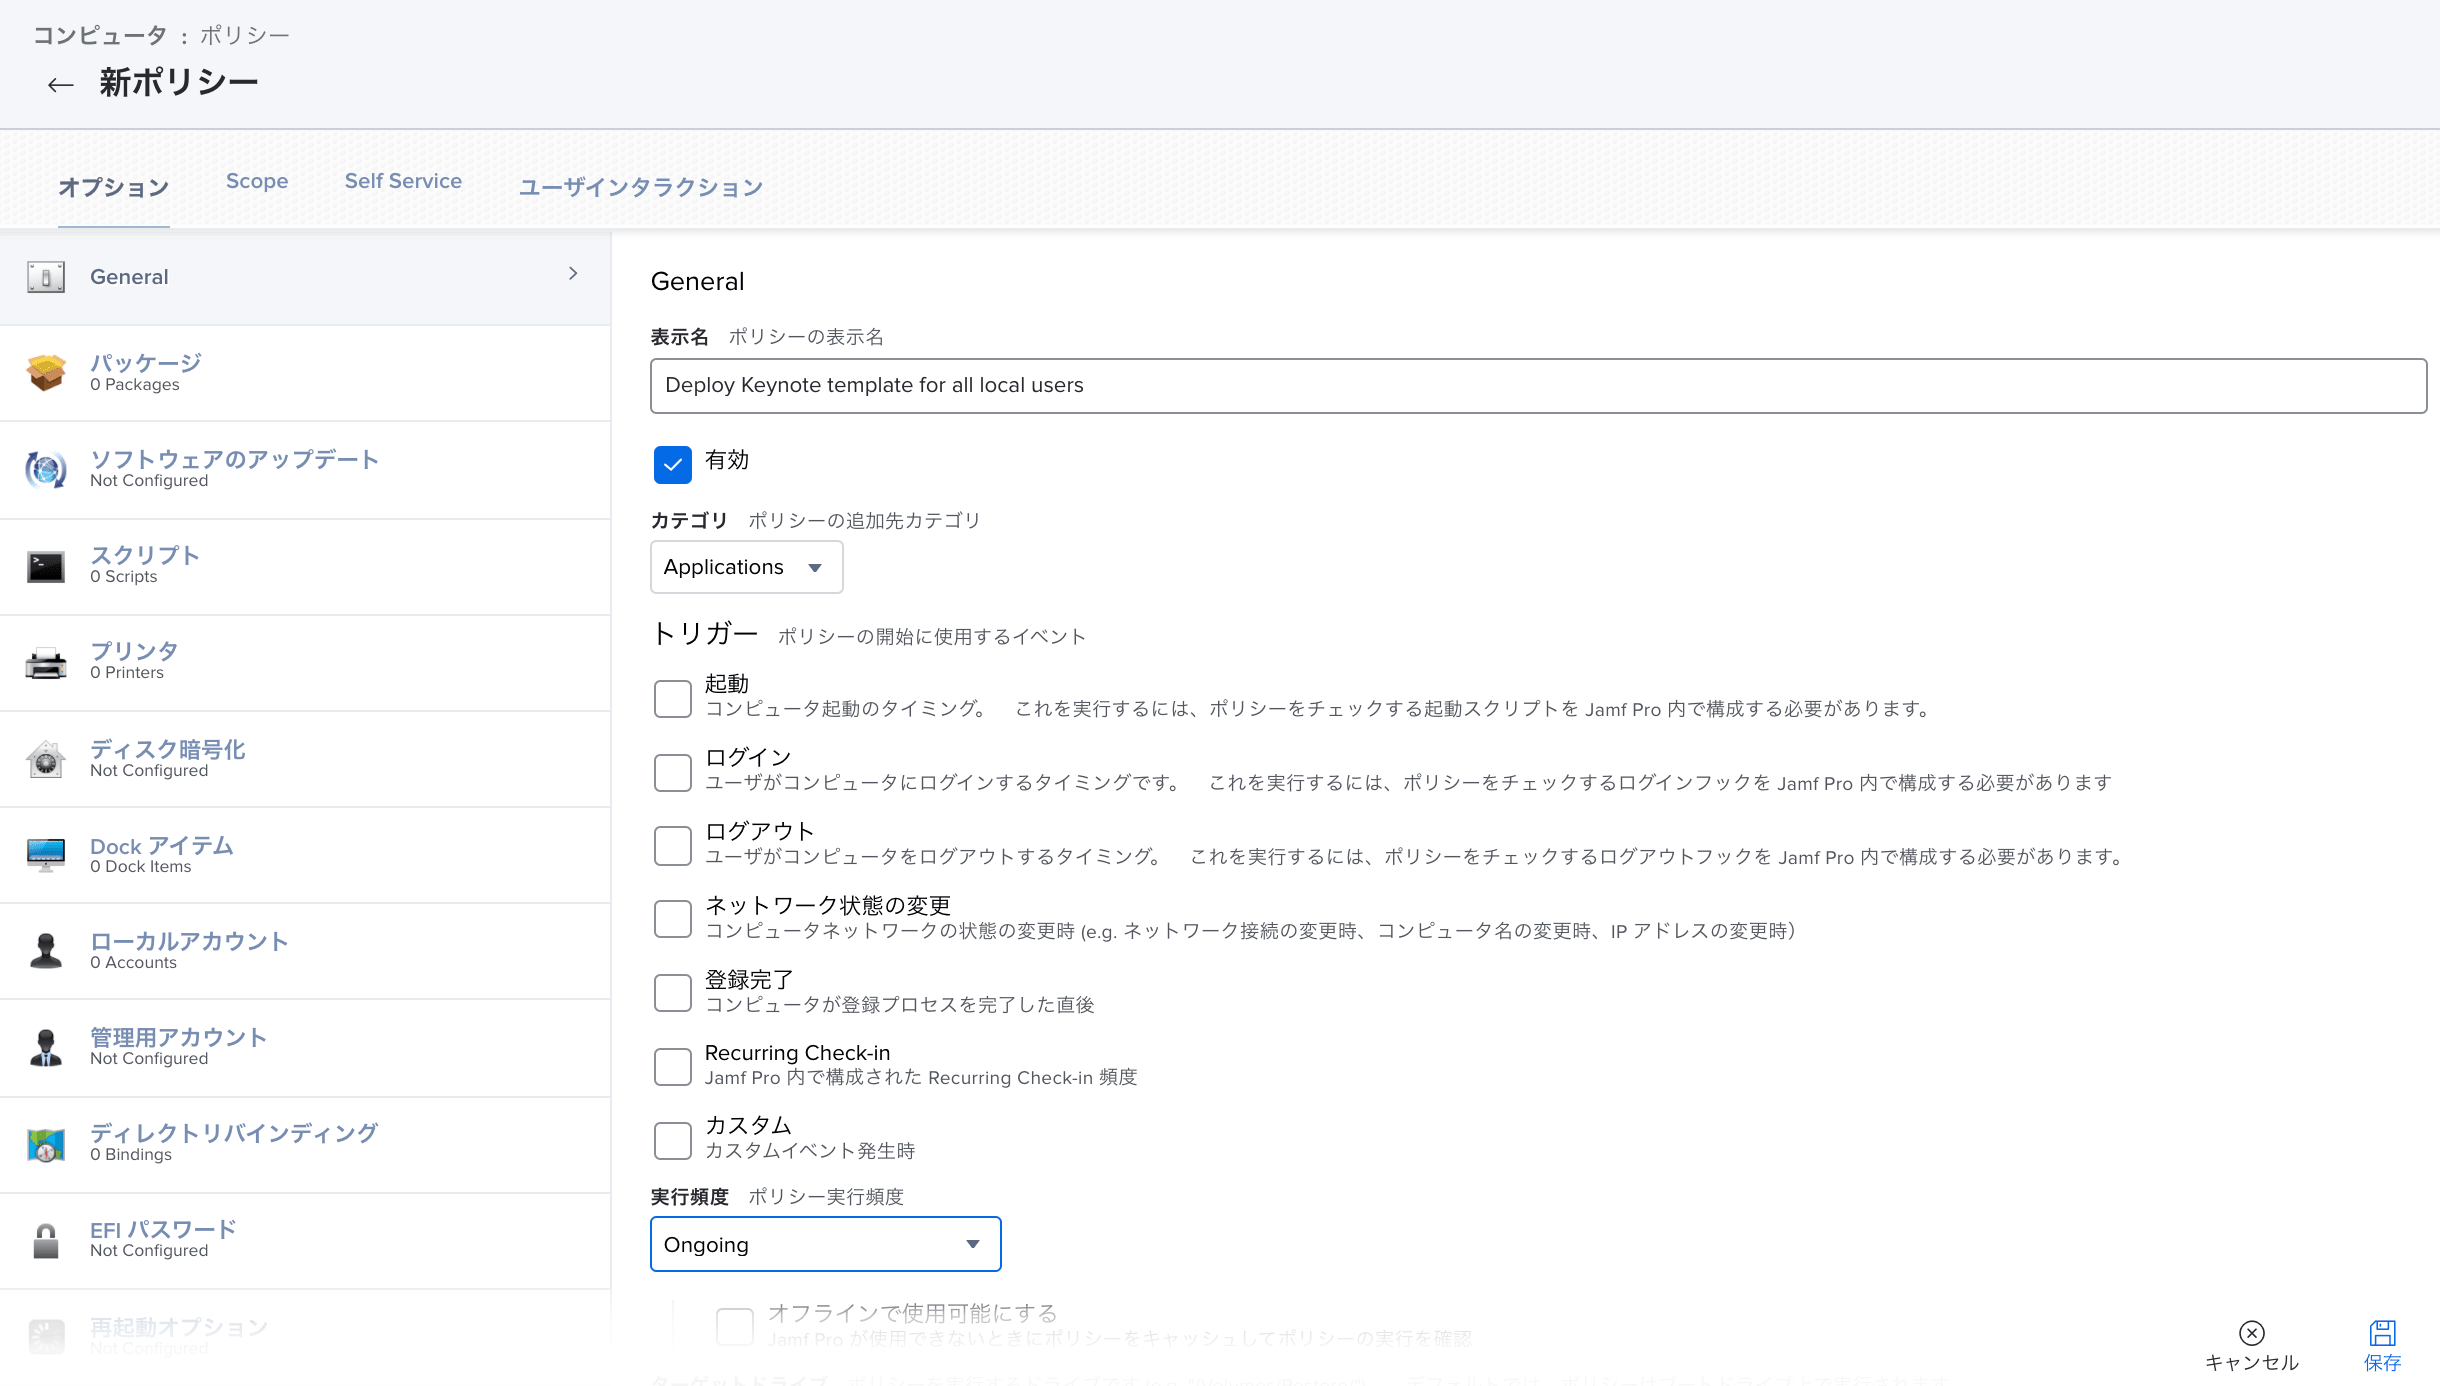 コンピュータ : ポリシー
← 新ポリシー
オプション Scope Self Service ユーザインタラクション
General
パッケージ
0 Packages
ソフトウェアのアップデート
Not Configured
スクリプト
0 Scripts
プリンタ
0 Printers
ディスク暗号化
Not Configured
Dock アイテム
0 Dock Items
ローカルアカウント
0 Accounts
管理用アカウント
Not Configured
ディレクトリバインディング
0 Bindings
EFI パスワード
Not Configured
再起動オプション
Not Configured
General
表示名 ポリシーの表示名
Deploy Keynote template for all local users
有効
カテゴリ ポリシーの追加先カテゴリ
Applications
トリガー ポリシーの開始に使用するイベント
起動
コンピュータ起動のタイミング。 これを実行するには、ポリシーをチェックする起動スクリプトを Jamf Pro 内で構成する必要があります。
ログイン
ユーザがコンピュータにログインするタイミングです。 これを実行するには、ポリシーをチェックするログインフックを Jamf Pro 内で構成する必要があります
ログアウト
ユーザがコンピュータをログアウトするタイミング。 これを実行するには、ポリシーをチェックするログアウトフックを Jamf Pro 内で構成する必要があります。
ネットワーク状態の変更
コンピュータネットワークの状態の変更時 (e.g. ネットワーク接続の変更時、コンピュータ名の変更時、IP アドレスの変更時）
登録完了
コンピュータが登録プロセスを完了した直後
Recurring Check-in
Jamf Pro 内で構成された Recurring Check-in 頻度
カスタム
カスタムイベント発生時
実行頻度 ポリシー実行頻度
Ongoing
オフラインで使用可能にする
Jamf Pro が使用できないときにポリシーをキャッシュしてポリシーの実行を確認
キャンセル
保存